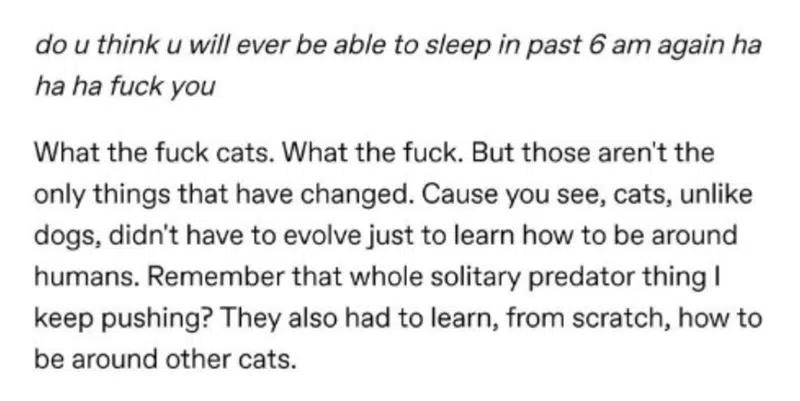 do u think u will ever be able to sleep in past 6 am again ha
ha ha fuck you
What the fuck cats. What the fuck. But those aren't the
only things that have changed. Cause you see, cats, unlike
dogs, didn't have to evolve just to learn how to be around
humans. Remember that whole solitary predator thing I
keep pushing? They also had to learn, from scratch, how to
be around other cats.